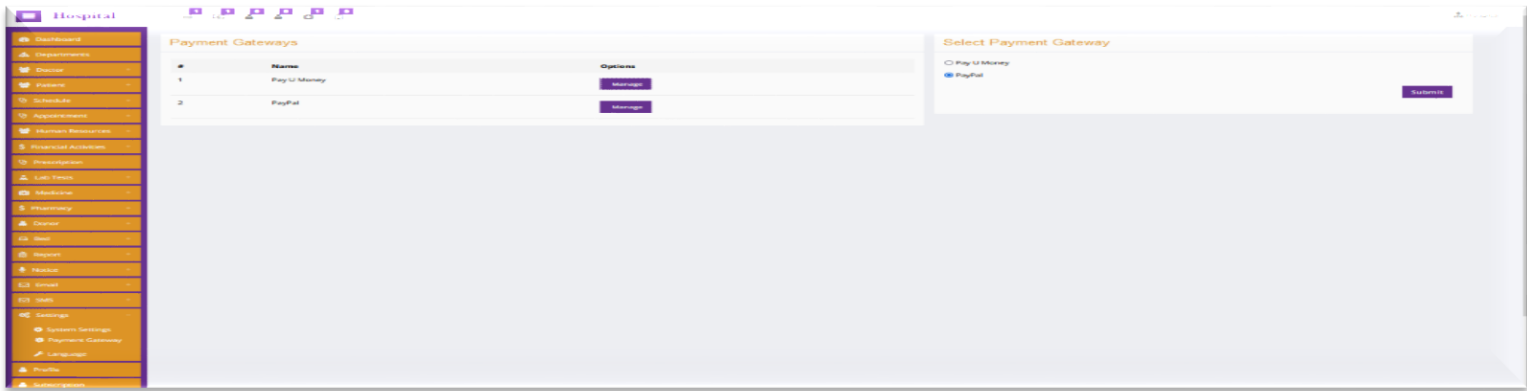 Hospital
Dashboard
Departments
Doctor
Patient
Schedule
Appointment
Human Resources
Financial Activities
Prescription
Lab Tests
Medicine
Pharmacy
Donor
Bed
Report
Notice
Email
SMS
Settings
System Settings
Payment Gateway
Language
Profile
Subscription
Payment Gateways
# Name Options
1 Pay U Money Manage
2 PayPal Manage
Select Payment Gateway
Pay U Money
PayPal
Submit